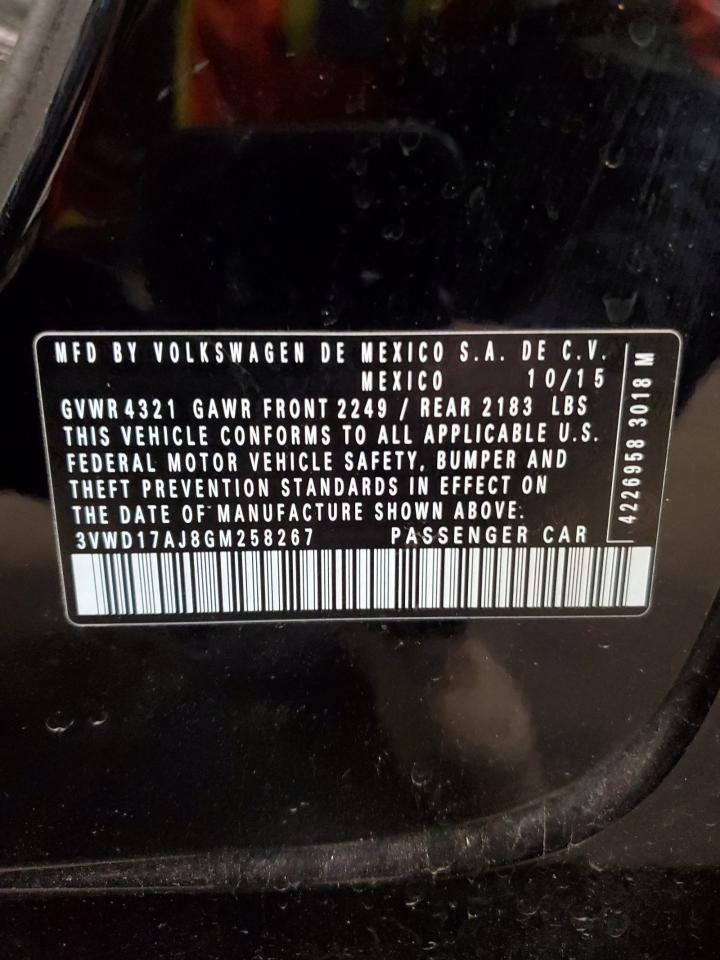 MFD BY VOLKSWAGEN DE MEXICO S.A. DE C.V.
MEXICO 10/15
GVWR 4321 GAWR FRONT 2249 / REAR 2183 LBS
THIS VEHICLE CONFORMS TO ALL APPLICABLE U.S.
FEDERAL MOTOR VEHICLE SAFETY, BUMPER AND
THEFT PREVENTION STANDARDS IN EFFECT ON
THE DATE OF MANUFACTURE SHOWN ABOVE.
3VWD17AJ8GM258267 PASSENGER CAR
4226958 3018 M